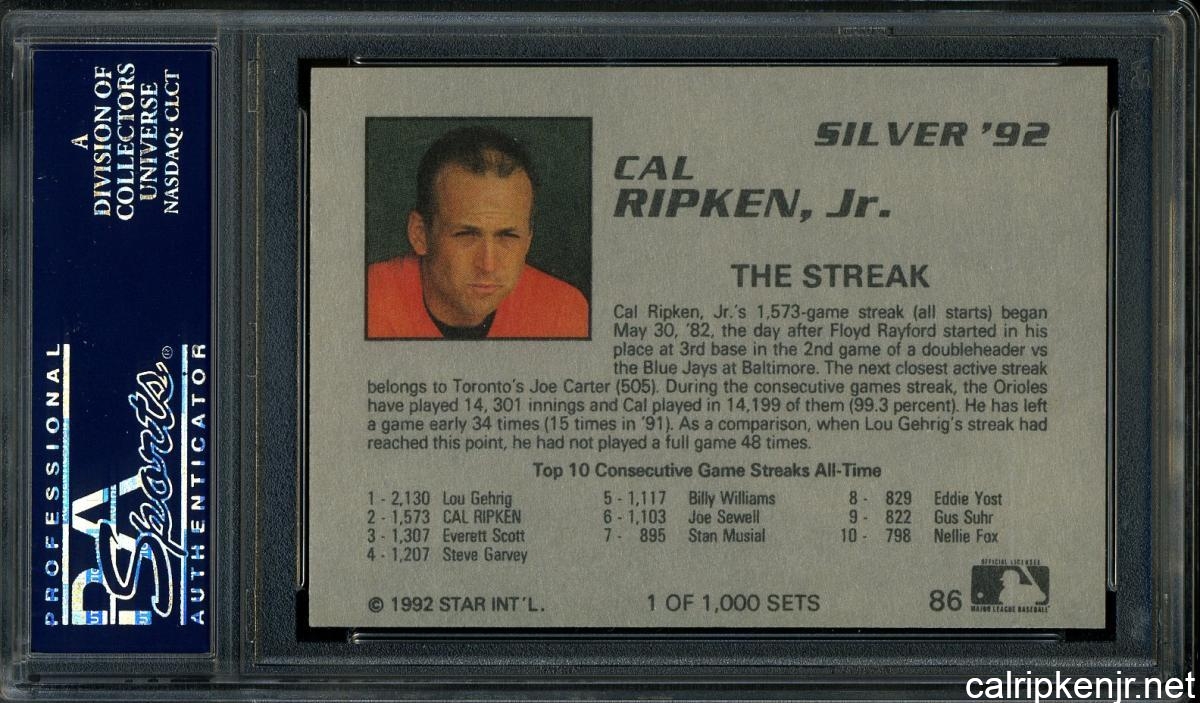 A
DIVISION OF
COLLECTORS
UNIVERSE
NASDAQ: CLCT
PROFESSIONAL
PSA
Sports®
AUTHENTICATOR
SILVER '92
CAL
RIPKEN, Jr.
THE STREAK
Cal Ripken, Jr.'s 1,573-game streak (all starts) began
May 30, '82, the day after Floyd Rayford started in his
place at 3rd base in the 2nd game of a doubleheader vs
the Blue Jays at Baltimore. The next closest active streak
belongs to Toronto's Joe Carter (505). During the consecutive games streak, the Orioles
have played 14, 301 innings and Cal played in 14,199 of them (99.3 percent). He has left
a game early 34 times (15 times in '91). As a comparison, when Lou Gehrig's streak had
reached this point, he had not played a full game 48 times.
Top 10 Consecutive Game Streaks All-Time
1 - 2,130 Lou Gehrig
2 - 1,573 CAL RIPKEN
3 - 1,307 Everett Scott
4 - 1,207 Steve Garvey
5 - 1,117 Billy Williams
6 - 1,103 Joe Sewell
7 - 895 Stan Musial
8 - 829 Eddie Yost
9 - 822 Gus Suhr
10 - 798 Nellie Fox
© 1992 STAR INT'L.
1 OF 1,000 SETS
86
OFFICIAL LICENSEE
MAJOR LEAGUE BASEBALL
calripkenjr.net